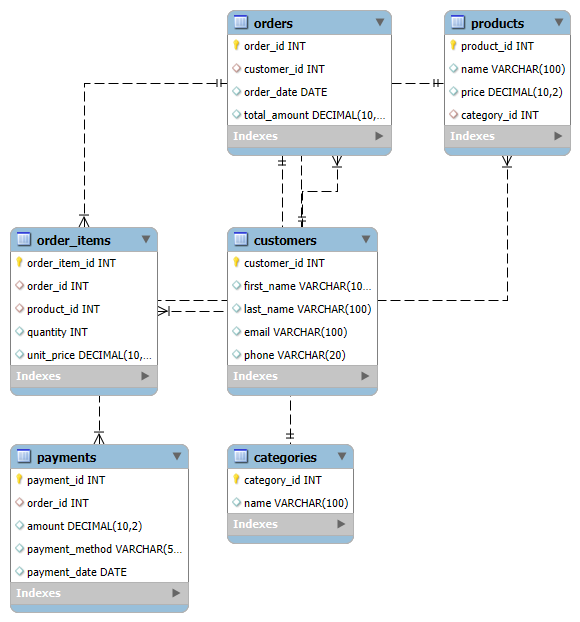 orders
order_id INT
customer_id INT
order_date DATE
total_amount DECIMAL(10,...
Indexes
products
product_id INT
name VARCHAR(100)
price DECIMAL(10,2)
category_id INT
Indexes
order_items
order_item_id INT
order_id INT
product_id INT
quantity INT
unit_price DECIMAL(10,...
Indexes
customers
customer_id INT
first_name VARCHAR(10...
last_name VARCHAR(100)
email VARCHAR(100)
phone VARCHAR(20)
Indexes
payments
payment_id INT
order_id INT
amount DECIMAL(10,2)
payment_method VARCHAR(5...
payment_date DATE
Indexes
categories
category_id INT
name VARCHAR(100)
Indexes